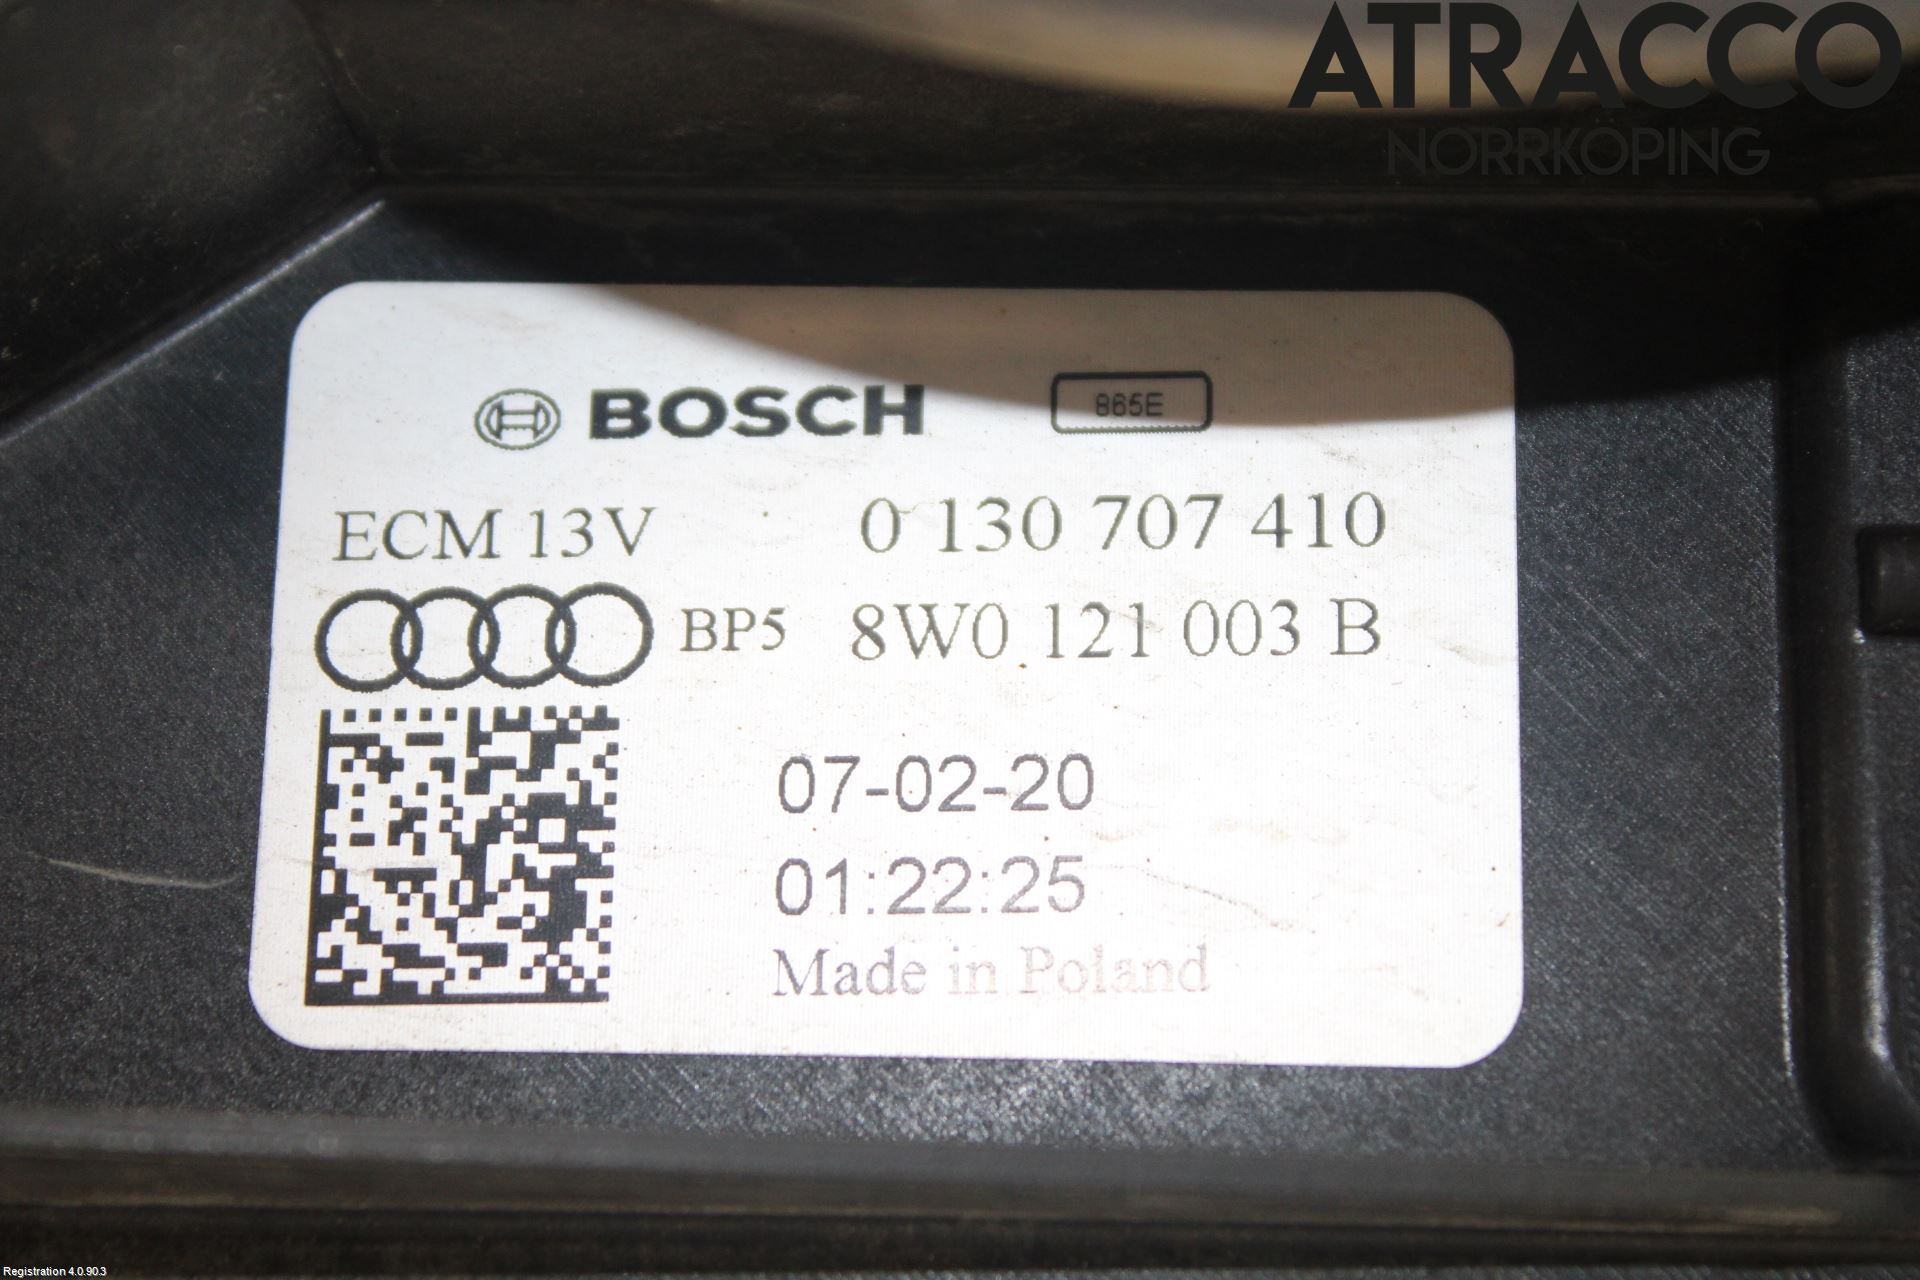 ATRACCO
NORRKOPING
BOSCH 865E
ECM 13V 0 130 707 410
BP5 8W0 121 003 B
07-02-20
01:22:25
Made in Poland
Registration 4.0.90.3